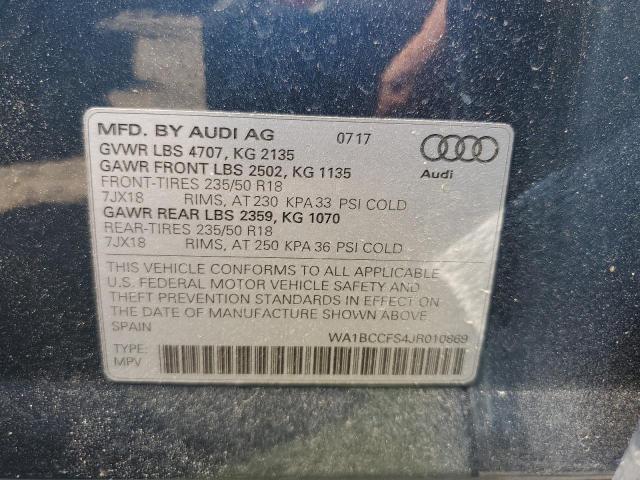 MFD. BY AUDI AG 07 17
GVWR LBS 4707, KG 2135
GAWR FRONT LBS 2502, KG 1135
Audi
FRONT-TIRES 235/50 R18
7JX18 RIMS, AT 230 KPA 33 PSI COLD
GAWR REAR LBS 2359, KG 1070
REAR-TIRES 235/50 R18
7JX18 RIMS, AT 250 KPA 36 PSI COLD
THIS VEHICLE CONFORMS TO ALL APPLICABLE
U.S. FEDERAL MOTOR VEHICLE SAFETY AND
THEFT PREVENTION STANDARDS IN EFFECT ON
THE DATE OF MANUFACTURE SHOWN ABOVE
SPAIN
WA1BCCFS4JR010869
TYPE:
MPV